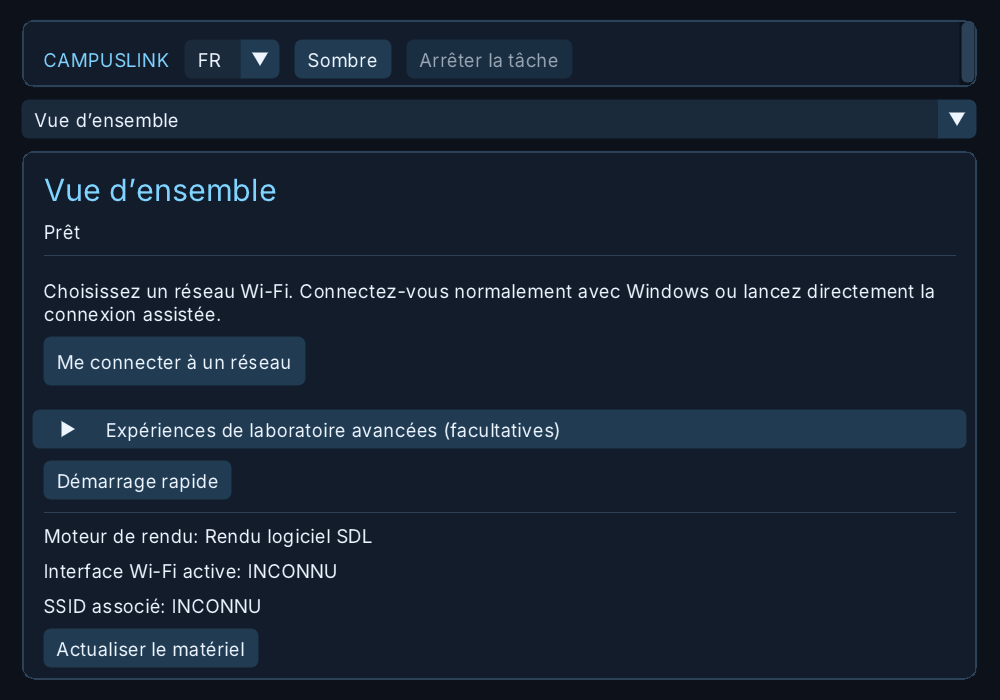 CAMPUSLINK FR Sombre Arrêter la tâche
Vue d’ensemble
Vue d’ensemble
Prêt
Choisissez un réseau Wi-Fi. Connectez-vous normalement avec Windows ou lancez directement la
connexion assistée.
Me connecter à un réseau
Expériences de laboratoire avancées (facultatives)
Démarrage rapide
Moteur de rendu: Rendu logiciel SDL
Interface Wi-Fi active: INCONNU
SSID associé: INCONNU
Actualiser le matériel